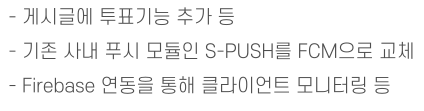 - 게시글에 투표기능 추가 등
- 기존 사내 푸시 모듈인 S-PUSH를 FCM으로 교체
- Firebase 연동을 통해 클라이언트 모니터링 등